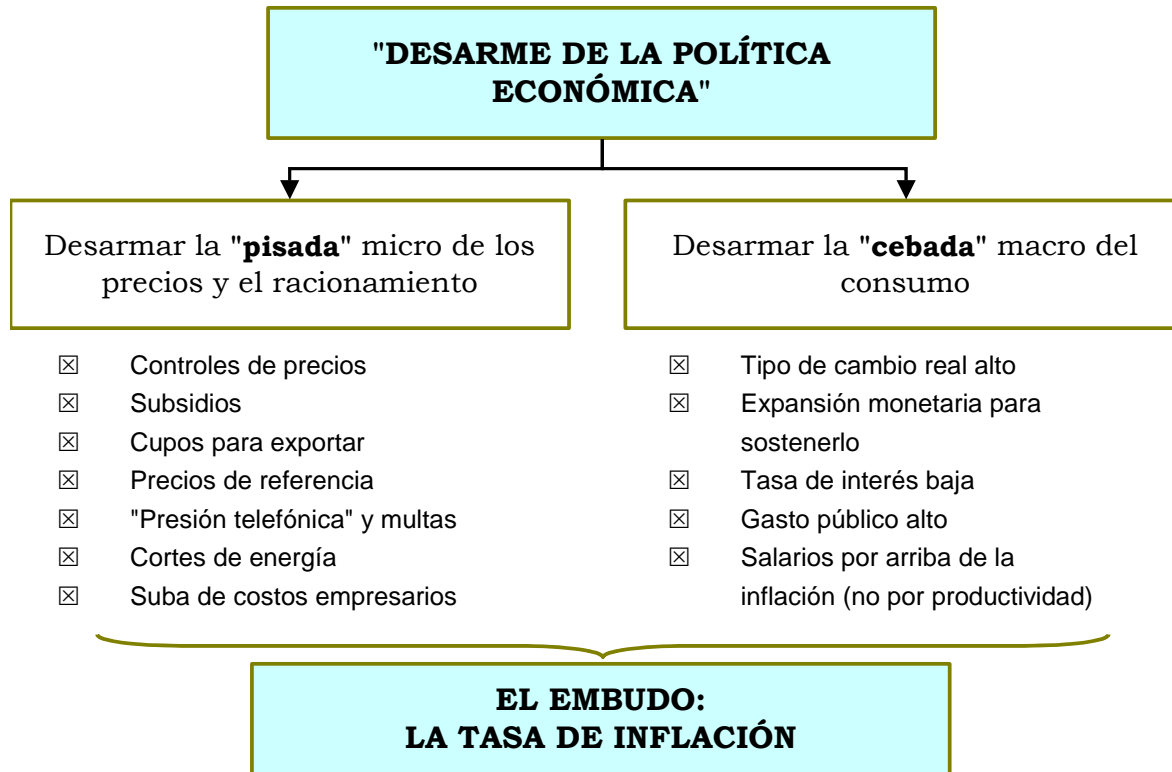 "DESARME DE LA POLÍTICA
ECONÓMICA"
Desarmar la "pisada" micro de los
precios y el racionamiento
☒ Controles de precios
☒ Subsidios
☒ Cupos para exportar
☒ Precios de referencia
☒ "Presión telefónica" y multas
☒ Cortes de energía
☒ Suba de costos empresarios
Desarmar la "cebada" macro del
consumo
☒ Tipo de cambio real alto
☒ Expansión monetaria para
sostenerlo
☒ Tasa de interés baja
☒ Gasto público alto
☒ Salarios por arriba de la
inflación (no por productividad)
EL EMBUDO:
LA TASA DE INFLACIÓN